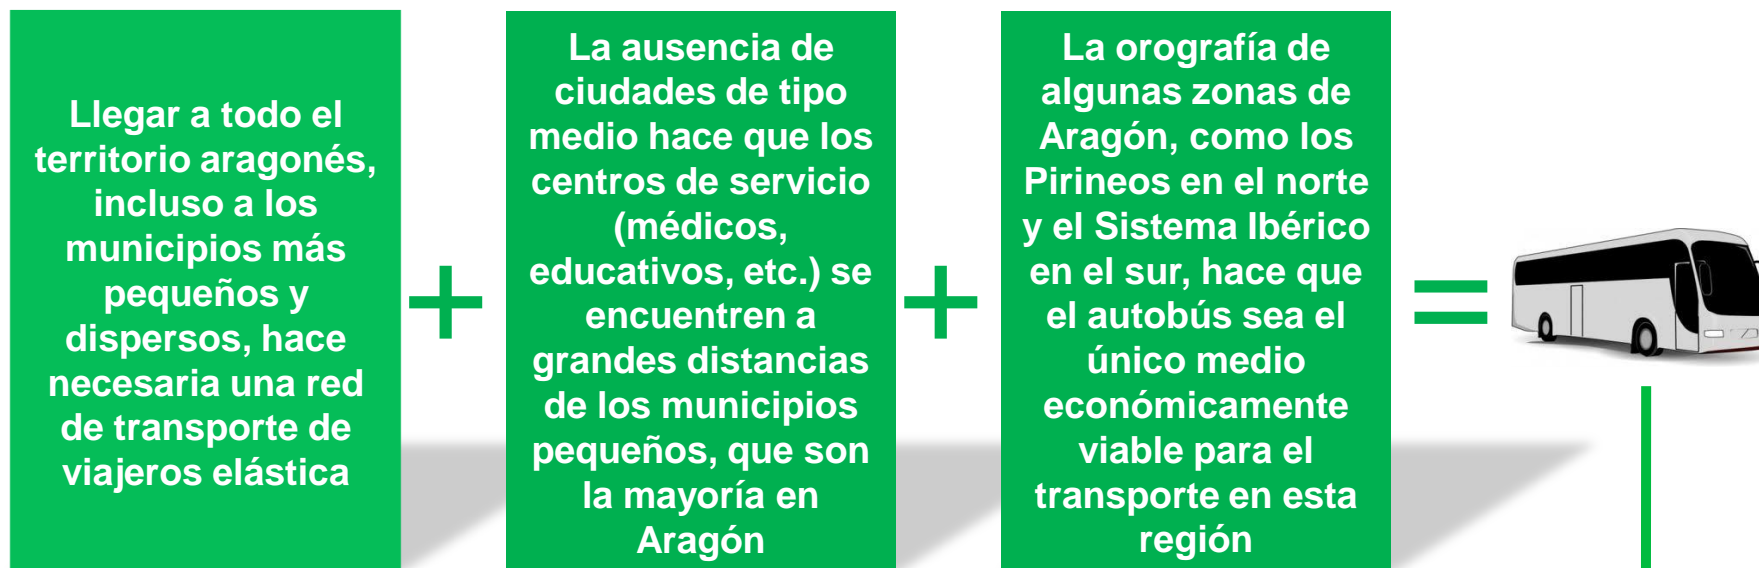 Llegar a todo el
territorio aragonés,
incluso a los
municipios más
pequeños y
dispersos, hace
necesaria una red
de transporte de
viajeros elástica
+
La ausencia de
ciudades de tipo
medio hace que los
centros de servicio
(médicos,
educativos, etc.) se
encuentren a
grandes distancias
de los municipios
pequeños, que son
la mayoría en
Aragón
+
La orografía de
algunas zonas de
Aragón, como los
Pirineos en el norte
y el Sistema Ibérico
en el sur, hace que
el autobús sea el
único medio
económicamente
viable para el
transporte en esta
región
=